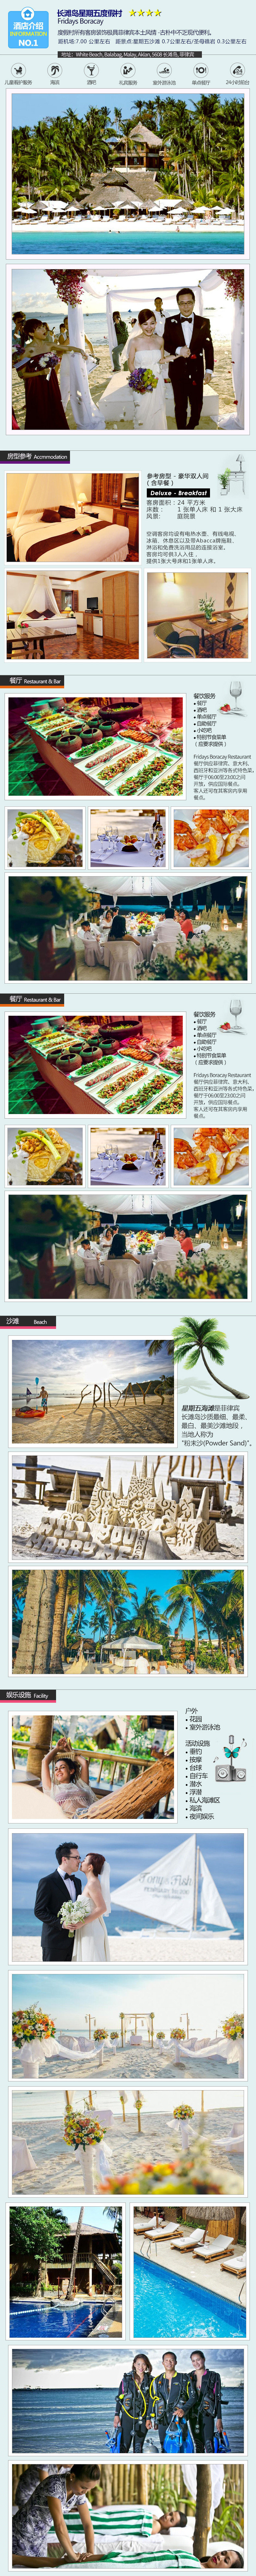 酒店介绍
INFORMATION
NO.1
长滩岛星期五度假村
Fridays Boracay
度假村所有客房装饰极具菲律宾本土风情 -古朴中不乏现代便利。
距机场:7.00 公里左右
距景点:星期五沙滩 0.7公里左右/圣母礁岩 0.3公里左右
地址：White Beach, Balabag, Malay, Aklan, 5608 长滩岛, 菲律宾
儿童看护服务
海滨
酒吧
礼宾服务
室外游泳池
单点餐厅
24小时前台
房型参考 Accmmodation
参考房型 - 豪华双人间
（含早餐）
Deluxe - Breakfast
客房面积：24 平方米
床数： 1 张单人床 和 1 张大床
风景: 庭院景
空调客房均设有电热水壶、有线电视、
冰箱、休息区以及带Abacca牌拖鞋、
淋浴和免费洗浴用品的连接浴室。
客房均可供3人入住，
提供1张大号床和1张单人床。
餐厅 Restaurant & Bar
餐饮服务
• 餐厅
• 酒吧
• 单点餐厅
• 自助餐厅
• 小吃吧
• 特别节食菜单
（应要求提供）
Fridays Boracay Restaurant
餐厅供应菲律宾、意大利、
西班牙和亚洲等各式特色菜。
餐厅于06:00至23:00之间
开放，供应国际餐点。
客人还可在其客房内享用
餐点。
餐厅 Restaurant & Bar
餐饮服务
• 餐厅
• 酒吧
• 单点餐厅
• 自助餐厅
• 小吃吧
• 特别节食菜单
（应要求提供）
Fridays Boracay Restaurant
餐厅供应菲律宾、意大利、
西班牙和亚洲等各式特色菜。
餐厅于06:00至23:00之间
开放，供应国际餐点。
客人还可在其客房内享用
餐点。
沙滩 Beach
FRIDAYS
星期五海滩是菲律宾
长滩岛沙质最细、最柔、
最白、最美沙滩地段，
当地人称为
“粉末沙(Powder Sand)”。
娱乐设施 Facility
户外
• 花园
• 室外游泳池
活动设施
• 垂钓
• 按摩
• 台球
• 自行车
• 潜水
• 浮潜
• 私人海滩区
• 海滨
• 夜间娱乐